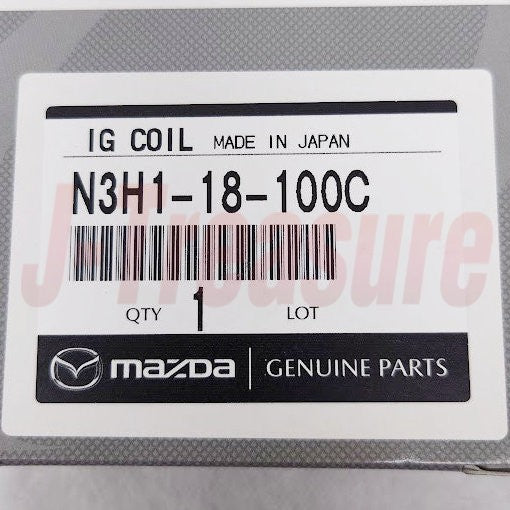 IG COIL MADE IN JAPAN
N3H1-18-100C
J-Treasure
QTY 1 LOT
mazda GENUINE PARTS